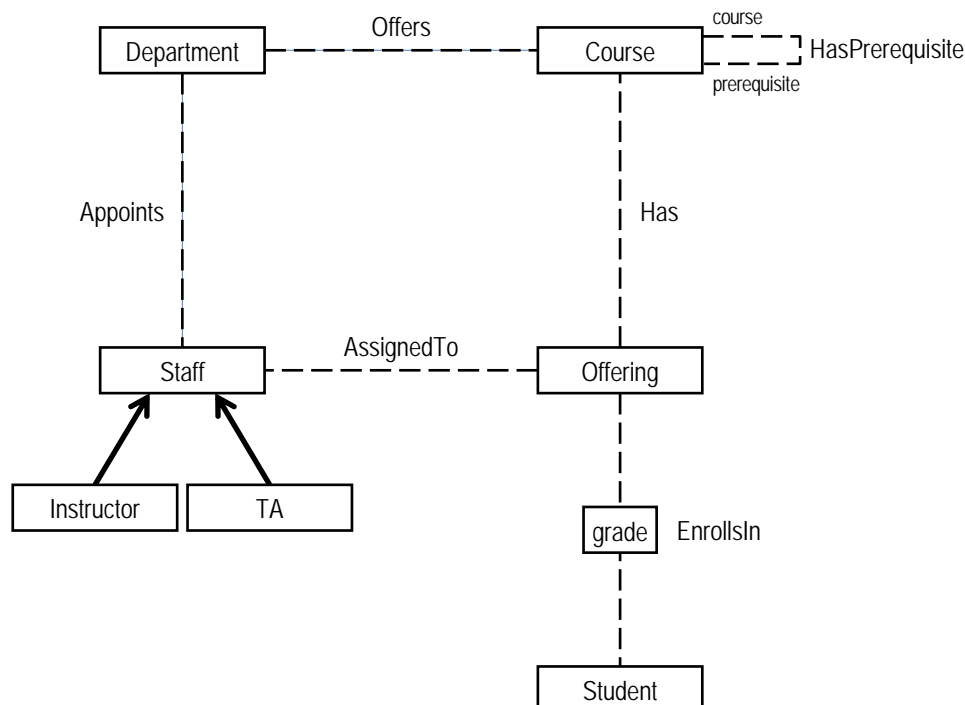 Offers
course
Department
Course
HasPrerequisite
prerequisite
Appoints
Has
AssignedTo
Staff
Offering
Instructor
TA
grade
EnrollsIn
Student